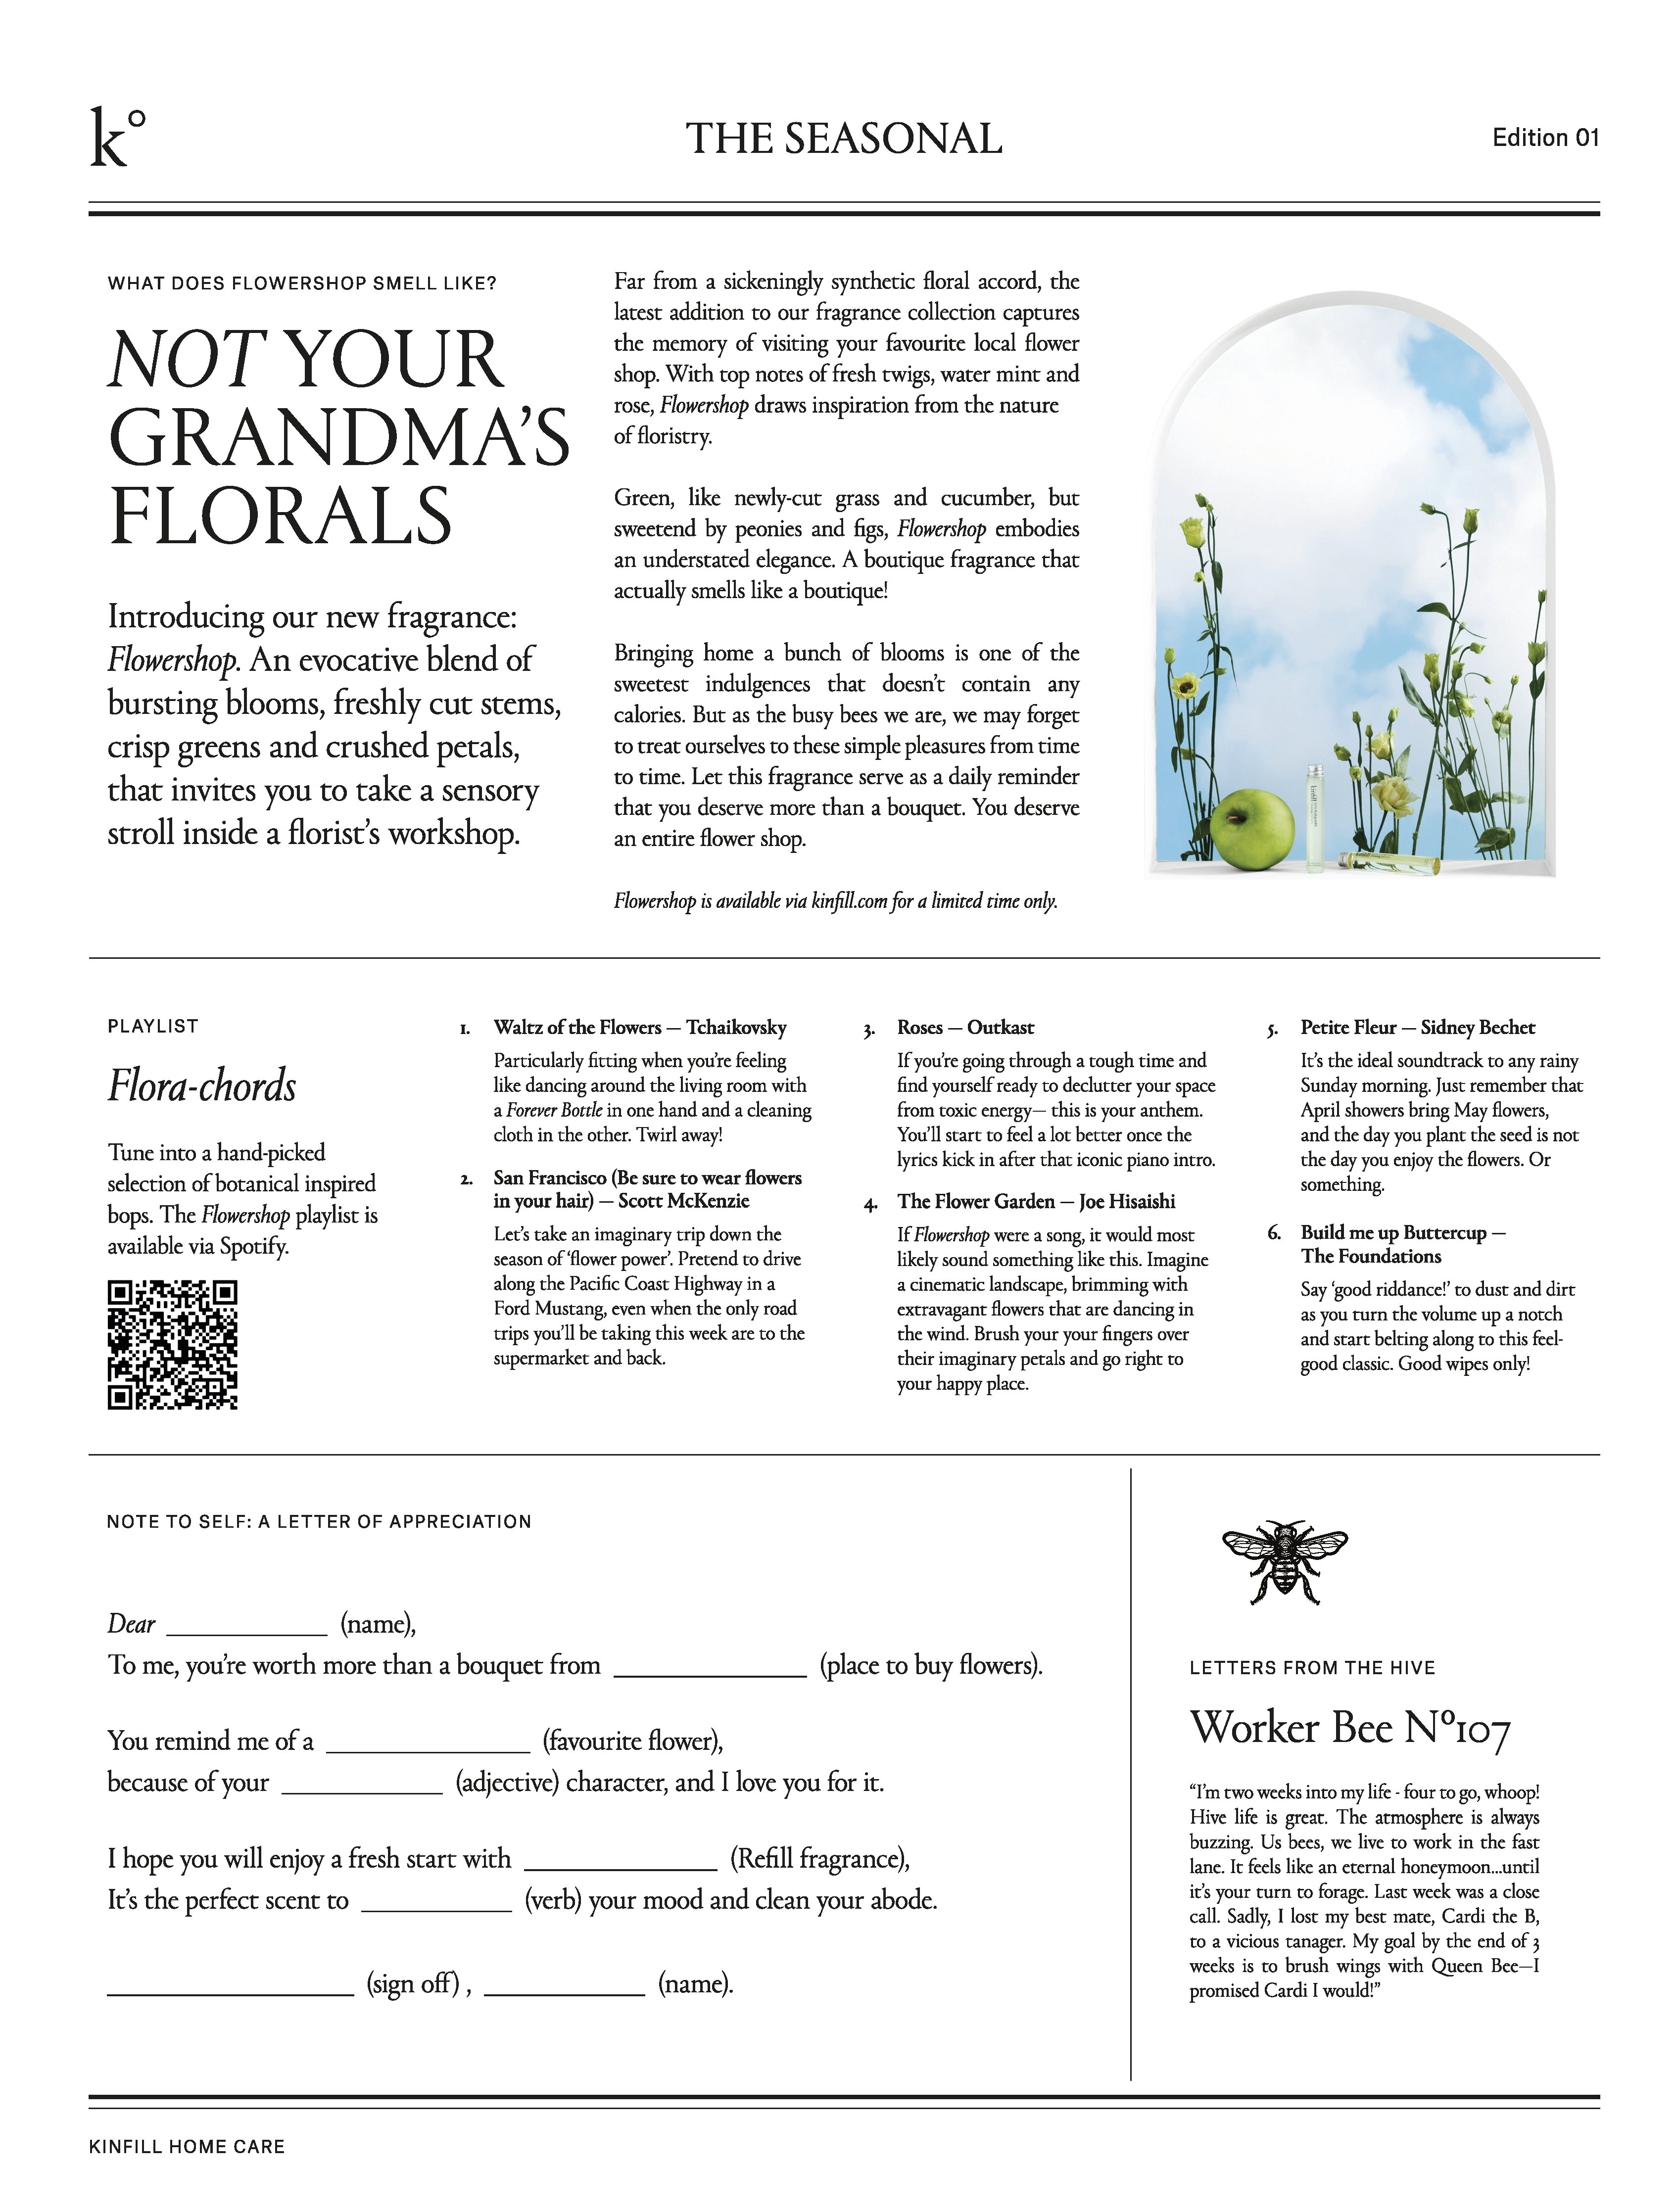 k°
THE SEASONAL
Edition 01
WHAT DOES FLOWERSHOP SMELL LIKE?
NOT YOUR
GRANDMA’S
FLORALS
Introducing our new fragrance:
Flowershop. An evocative blend of
bursting blooms, freshly cut stems,
crisp greens and crushed petals,
that invites you to take a sensory
stroll inside a florist’s workshop.
Far from a sickeningly synthetic floral accord, the
latest addition to our fragrance collection captures
the memory of visiting your favourite local flower
shop. With top notes of fresh twigs, water mint and
rose, Flowershop draws inspiration from the nature
of floristry.
Green, like newly-cut grass and cucumber, but
sweetend by peonies and figs, Flowershop embodies
an understated elegance. A boutique fragrance that
actually smells like a boutique!
Bringing home a bunch of blooms is one of the
sweetest indulgences that doesn’t contain any
calories. But as the busy bees we are, we may forget
to treat ourselves to these simple pleasures from time
to time. Let this fragrance serve as a daily reminder
that you deserve more than a bouquet. You deserve
an entire flower shop.
Flowershop is available via kinfill.com for a limited time only.
PLAYLIST
Flora-chords
Tune into a hand-picked
selection of botanical inspired
bops. The Flowershop playlist is
available via Spotify.
1. Waltz of the Flowers — Tchaikovsky
Particularly fitting when you’re feeling
like dancing around the living room with
a Forever Bottle in one hand and a cleaning
cloth in the other. Twirl away!
2. San Francisco (Be sure to wear flowers
in your hair) — Scott McKenzie
Let’s take an imaginary trip down the
season of ‘flower power’. Pretend to drive
along the Pacific Coast Highway in a
Ford Mustang, even when the only road
trips you’ll be taking this week are to the
supermarket and back.
3. Roses — Outkast
If you’re going through a tough time and
find yourself ready to declutter your space
from toxic energy— this is your anthem.
You’ll start to feel a lot better once the
lyrics kick in after that iconic piano intro.
4. The Flower Garden — Joe Hisaishi
If Flowershop were a song, it would most
likely sound something like this. Imagine
a cinematic landscape, brimming with
extravagant flowers that are dancing in
the wind. Brush your your fingers over
their imaginary petals and go right to
your happy place.
5. Petite Fleur — Sidney Bechet
It’s the ideal soundtrack to any rainy
Sunday morning. Just remember that
April showers bring May flowers,
and the day you plant the seed is not
the day you enjoy the flowers. Or
something.
6. Build me up Buttercup —
The Foundations
Say ‘good riddance!’ to dust and dirt
as you turn the volume up a notch
and start belting along to this feel-
good classic. Good wipes only!
NOTE TO SELF: A LETTER OF APPRECIATION
Dear ____________ (name),
To me, you’re worth more than a bouquet from ____________ (place to buy flowers).
You remind me of a ____________ (favourite flower),
because of your ____________ (adjective) character, and I love you for it.
I hope you will enjoy a fresh start with ____________ (Refill fragrance),
It’s the perfect scent to ____________ (verb) your mood and clean your abode.
____________ (sign off) , ____________ (name).
LETTERS FROM THE HIVE
Worker Bee Nº107
“I’m two weeks into my life - four to go, whoop!
Hive life is great. The atmosphere is always
buzzing. Us bees, we live to work in the fast
lane. It feels like an eternal honeymoon...until
it’s your turn to forage. Last week was a close
call. Sadly, I lost my best mate, Cardi the B,
to a vicious tanager. My goal by the end of 3
weeks is to brush wings with Queen Bee—I
promised Cardi I would!”
KINFILL HOME CARE